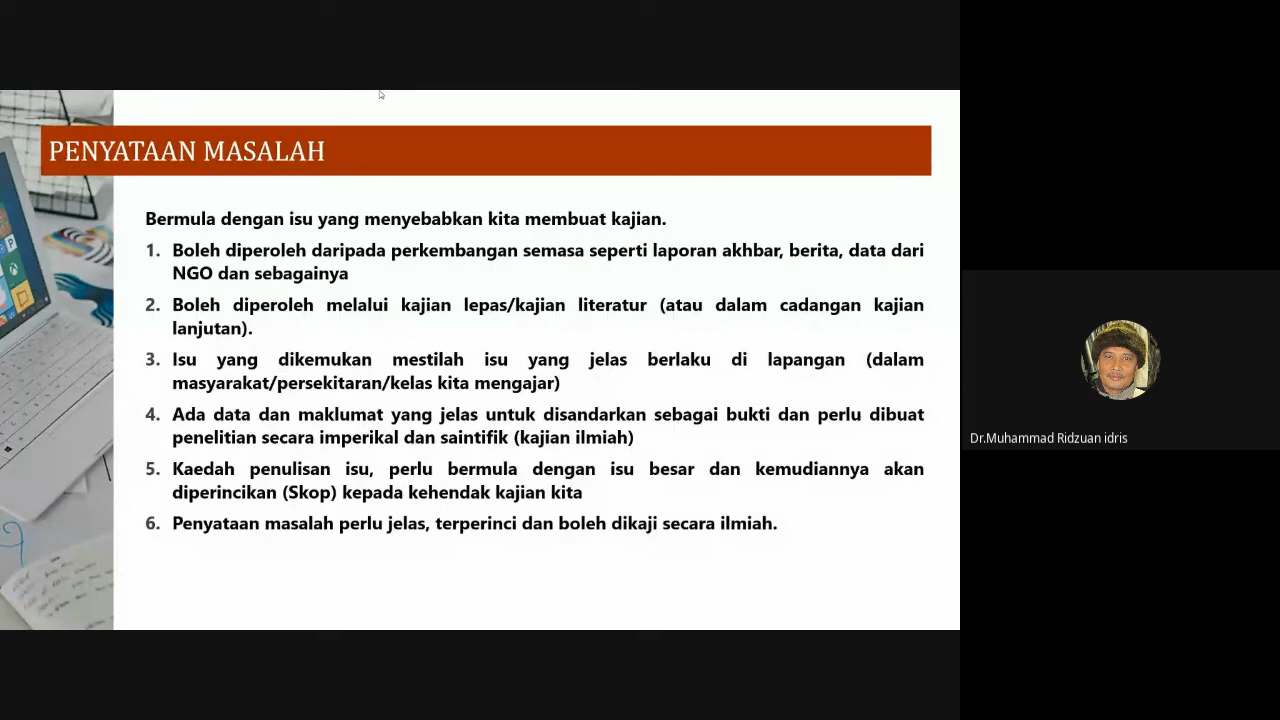 PENYATAAN MASALAH
Bermula dengan isu yang menyebabkan kita membuat kajian.
1. Boleh diperoleh daripada perkembangan semasa seperti laporan akhbar, berita, data dari
NGO dan sebagainya
2. Boleh diperoleh melalui kajian lepas/kajian literatur (atau dalam cadangan kajian
lanjutan).
3. Isu yang dikemukan mestilah isu yang jelas berlaku di lapangan (dalam
masyarakat/persekitaran/kelas kita mengajar)
4. Ada data dan maklumat yang jelas untuk disandarkan sebagai bukti dan perlu dibuat
penelitian secara imperikal dan saintifik (kajian ilmiah)
5. Kaedah penulisan isu, perlu bermula dengan isu besar dan kemudiannya akan
diperincikan (Skop) kepada kehendak kajian kita
6. Penyataan masalah perlu jelas, terperinci dan boleh dikaji secara ilmiah.
Dr.Muhammad Ridzuan idris